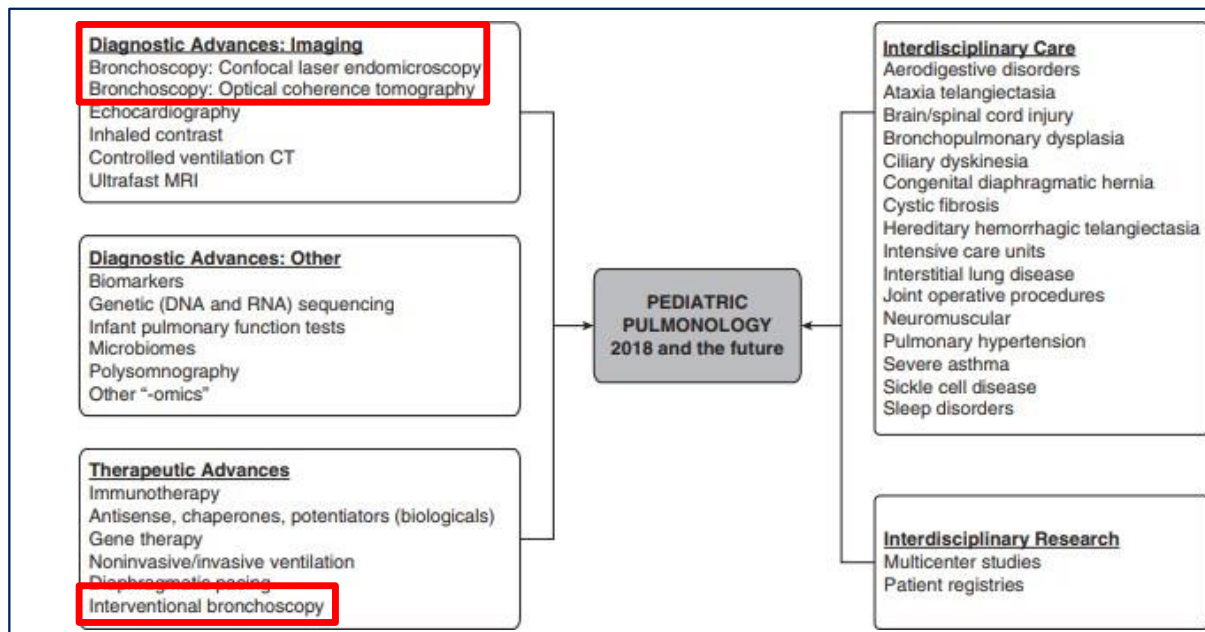 Diagnostic Advances: Imaging
Bronchoscopy: Confocal laser endomicroscopy
Bronchoscopy: Optical coherence tomography
Echocardiography
Inhaled contrast
Controlled ventilation CT
Ultrafast MRI
Diagnostic Advances: Other
Biomarkers
Genetic (DNA and RNA) sequencing
Infant pulmonary function tests
Microbiomes
Polysomnography
Other “-omics”
Therapeutic Advances
Immunotherapy
Antisense, chaperones, potentiators (biologicals)
Gene therapy
Noninvasive/invasive ventilation
Diaphragmatic pacing
Interventional bronchoscopy
PEDIATRIC
PULMONOLOGY
2018 and the future
Interdisciplinary Care
Aerodigestive disorders
Ataxia telangiectasia
Brain/spinal cord injury
Bronchopulmonary dysplasia
Ciliary dyskinesia
Congenital diaphragmatic hernia
Cystic fibrosis
Hereditary hemorrhagic telangiectasia
Intensive care units
Interstitial lung disease
Joint operative procedures
Neuromuscular
Pulmonary hypertension
Severe asthma
Sickle cell disease
Sleep disorders
Interdisciplinary Research
Multicenter studies
Patient registries